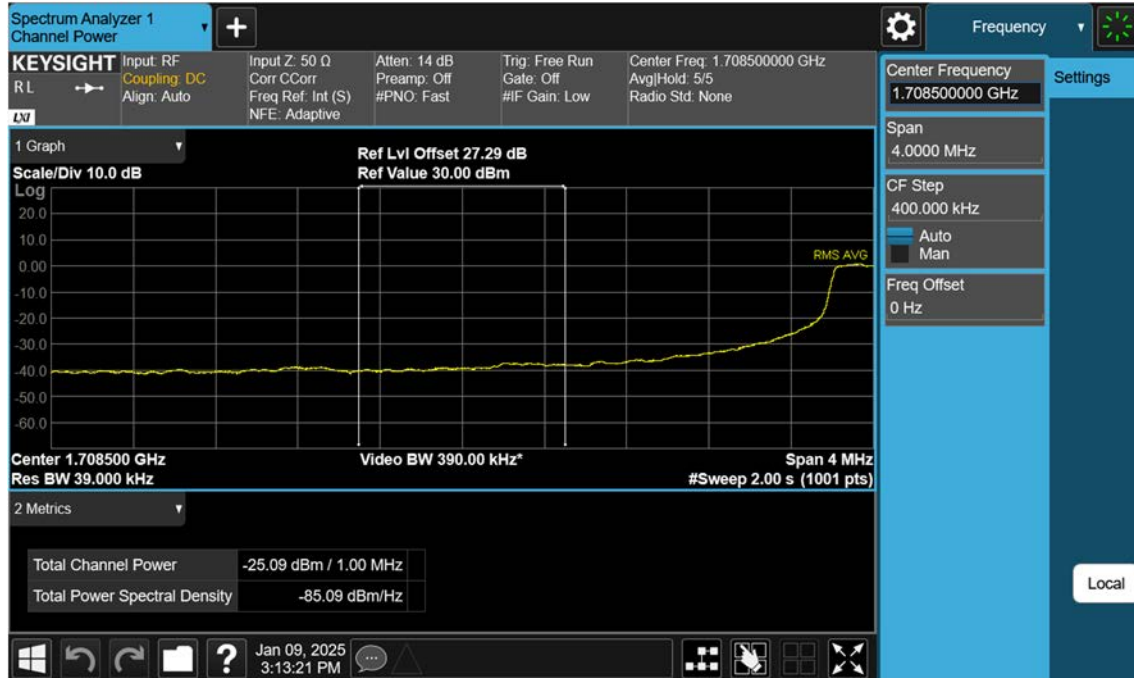 Spectrum Analyzer 1
Channel Power
+
Frequency
KEYSIGHT
R L
LXI
Input: RF
Coupling: DC
Align: Auto
Input Z: 50 Ω
Corr CCorr
Freq Ref: Int (S)
NFE: Adaptive
Atten: 14 dB
Preamp: Off
#PNO: Fast
Trig: Free Run
Gate: Off
#IF Gain: Low
Center Freq: 1.708500000 GHz
Avg|Hold: 5/5
Radio Std: None
Center Frequency
1.708500000 GHz
Settings
Span
4.0000 MHz
CF Step
400.000 kHz
Auto
Man
Freq Offset
0 Hz
1 Graph
Scale/Div 10.0 dB
Ref Lvl Offset 27.29 dB
Ref Value 30.00 dBm
Log
20.0
10.0
0.00
-10.0
-20.0
-30.0
-40.0
-50.0
-60.0
RMS AVG
Center 1.708500 GHz
Res BW 39.000 kHz
Video BW 390.00 kHz*
Span 4 MHz
#Sweep 2.00 s (1001 pts)
2 Metrics
Total Channel Power -25.09 dBm / 1.00 MHz
Total Power Spectral Density -85.09 dBm/Hz
Local
?
Jan 09, 2025
3:13:21 PM